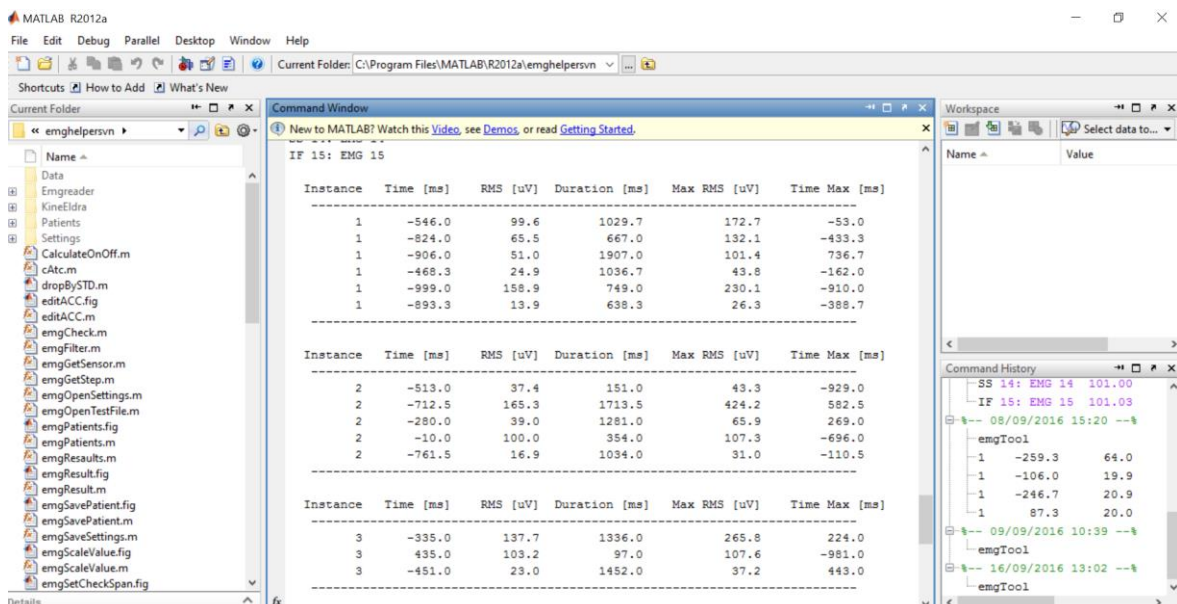 MATLAB R2012a
File Edit Debug Parallel Desktop Window Help
Current Folder: C:\Program Files\MATLAB\R2012a\emghelpersvn
Shortcuts How to Add What's New
Current Folder
« emghelpersvn
Name
Data
Emgreader
KineEldra
Patients
Settings
CalculateOnOff.m
cAtc.m
dropBySTD.m
editACC.fig
editACC.m
emgCheck.m
emgFilter.m
emgGetSensor.m
emgGetStep.m
emgOpenSettings.m
emgOpenTestFile.m
emgPatients.fig
emgPatients.m
emgResaults.m
emgResult.fig
emgResult.m
emgSavePatient.fig
emgSavePatient.m
emgSaveSettings.m
emgScaleValue.fig
emgScaleValue.m
emgSetCheckSpan.fig
Details
Command Window
New to MATLAB? Watch this Video, see Demos, or read Getting Started.
IF 15: EMG 15
Instance Time [ms] RMS [uV] Duration [ms] Max RMS [uV] Time Max [ms]
1 -546.0 99.6 1029.7 172.7 -53.0
1 -824.0 65.5 667.0 132.1 -433.3
1 -906.0 51.0 1907.0 101.4 736.7
1 -468.3 24.9 1036.7 43.8 -162.0
1 -999.0 158.9 749.0 230.1 -910.0
1 -893.3 13.9 638.3 26.3 -388.7
Instance Time [ms] RMS [uV] Duration [ms] Max RMS [uV] Time Max [ms]
2 -513.0 37.4 151.0 43.3 -929.0
2 -712.5 165.3 1713.5 424.2 582.5
2 -280.0 39.0 1281.0 65.9 269.0
2 -10.0 100.0 354.0 107.3 -696.0
2 -761.5 16.9 1034.0 31.0 -110.5
Instance Time [ms] RMS [uV] Duration [ms] Max RMS [uV] Time Max [ms]
3 -335.0 137.7 1336.0 265.8 224.0
3 435.0 103.2 97.0 107.6 -981.0
3 -451.0 23.0 1452.0 37.2 443.0
fx
Workspace
Select data to...
Name Value
Command History
SS 14: EMG 14 101.00
IF 15: EMG 15 101.03
%-- 08/09/2016 15:20 --%
emgTool
1 -259.3 64.0
1 -106.0 19.9
1 -246.7 20.9
1 87.3 20.0
%-- 09/09/2016 10:39 --%
emgTool
%-- 16/09/2016 13:02 --%
emgTool